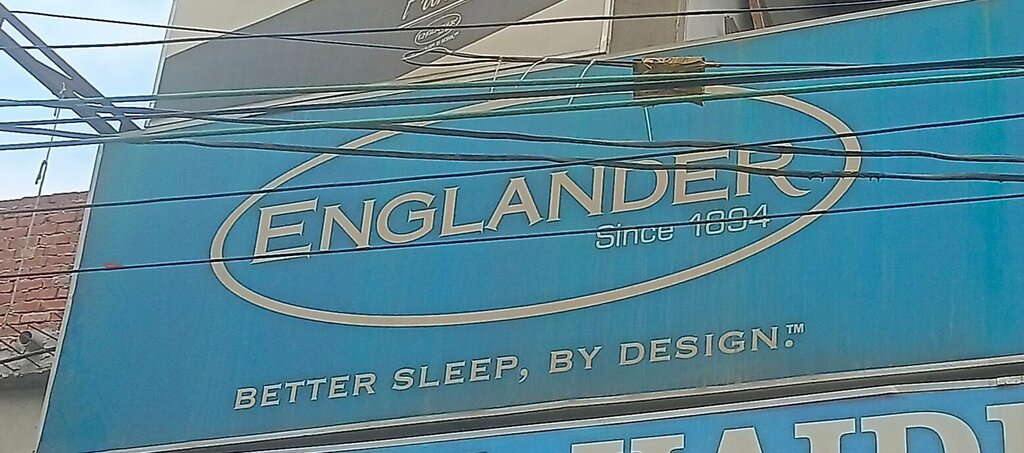 ENGLANDER
Since 1894
BETTER SLEEP, BY DESIGN.™